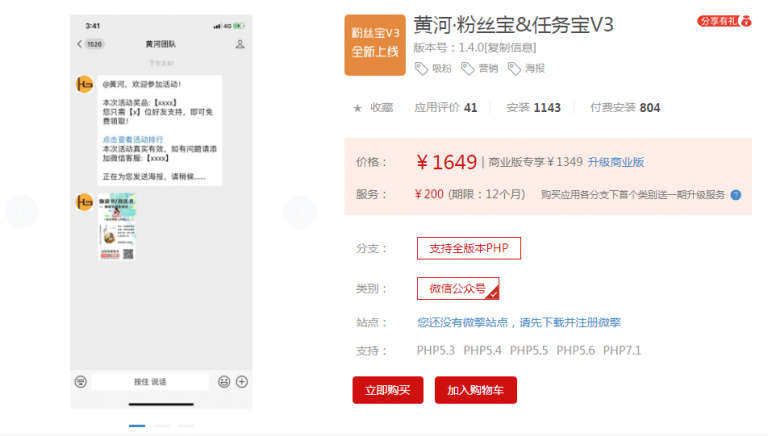 3:41
4G
1528
黄河团队
@黄河，欢迎参加活动！
本次活动奖品：【xxxx】
您只需【x】位好友支持，即可免
费领取！
点击查看活动排行
本次活动真实有效，如有问题请添
加微信客服：【xxxx】
正在为您发送海报，请稍候......
按住 说话
粉丝宝V3
全新上线
黄河·粉丝宝&任务宝V3
分享有礼
版本号：1.4.0[复制信息]
吸粉 营销 海报
★ 收藏 应用评价 41 安装 1143 付费安装 804
价格： ￥1649 | 商业版专享￥1349 升级商业版
服务： ￥200 (期限：12个月) 购买应用各分支下首个类别送一期升级服务 ?
分支： 支持全版本PHP
类别： 微信公众号
站点： 您还没有微擎站点，请先下载并注册微擎
支持： PHP5.3 PHP5.4 PHP5.5 PHP5.6 PHP7.1
立即购买 加入购物车